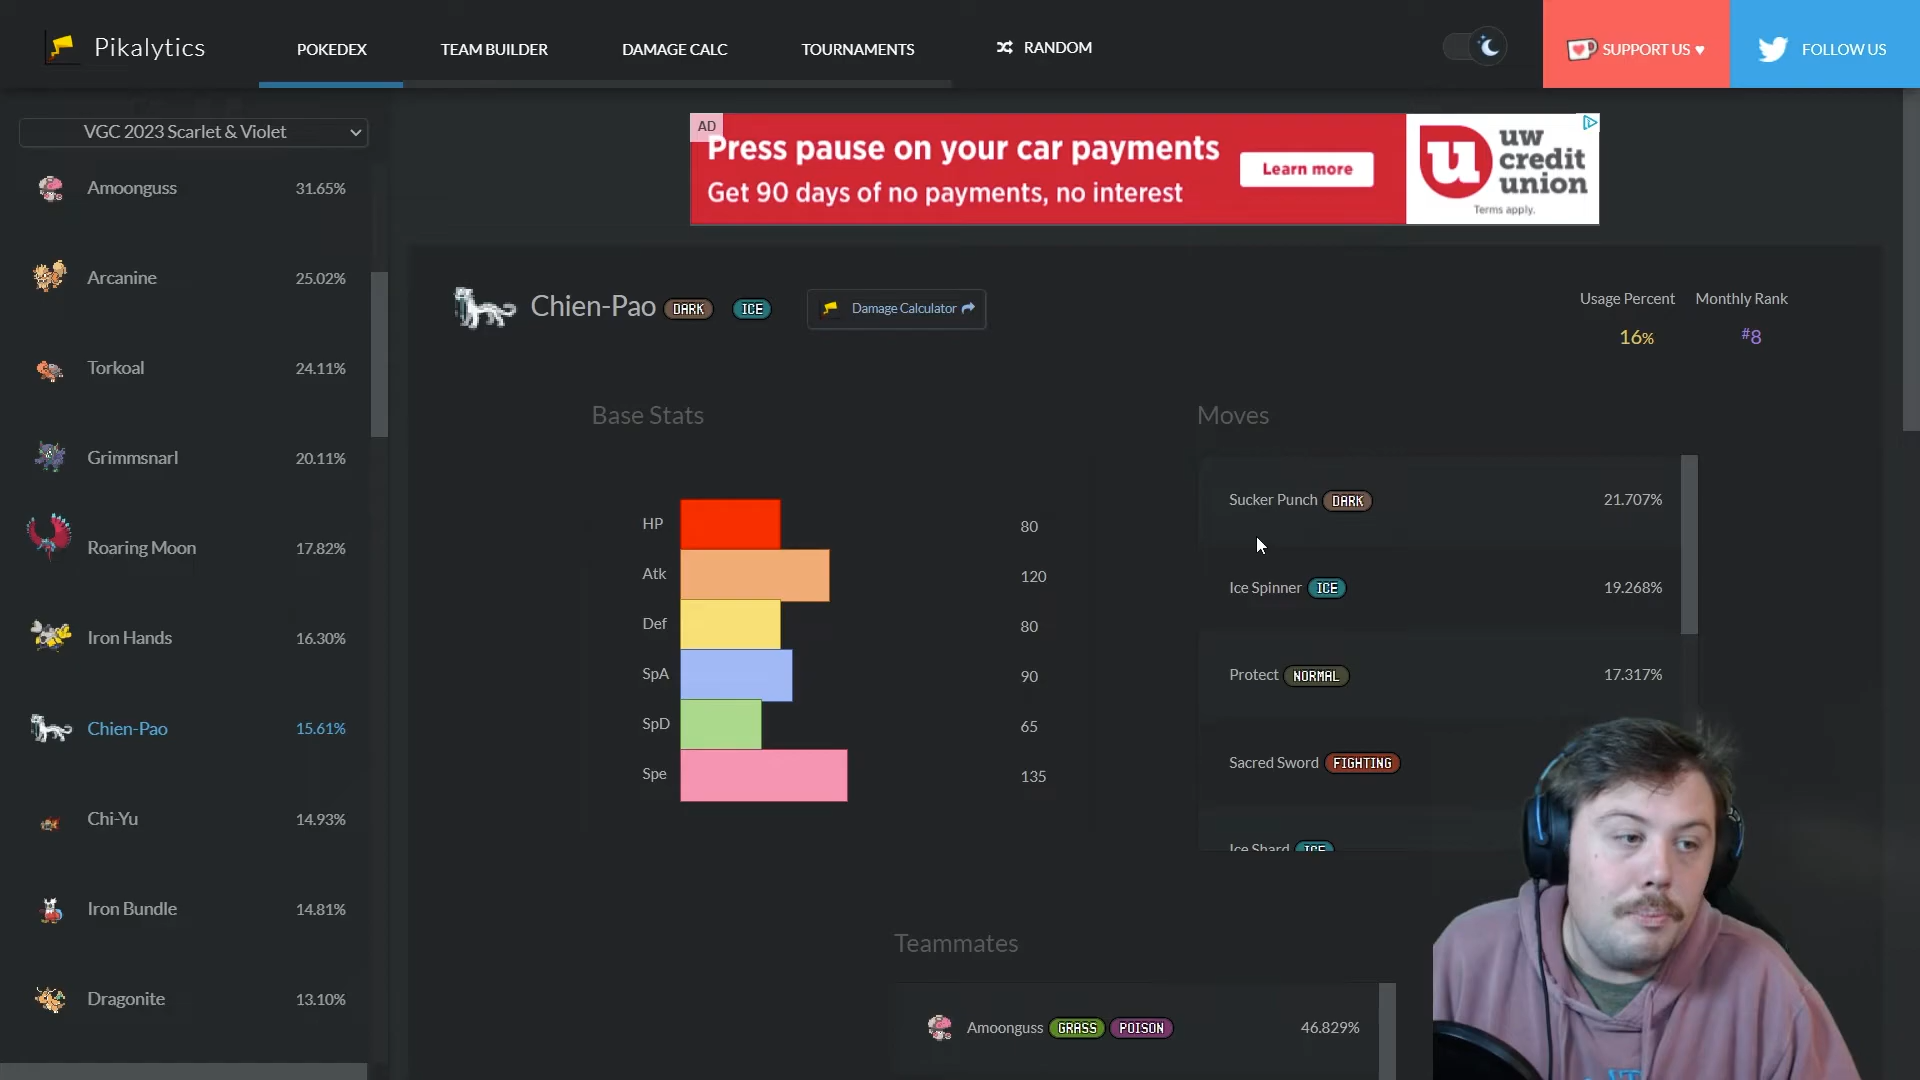 Pikalytics
POKEDEX
TEAM BUILDER
DAMAGE CALC
TOURNAMENTS
RANDOM
SUPPORT US ♥
FOLLOW US
VGC 2023 Scarlet & Violet
Amoonguss 31.65%
Arcanine 25.02%
Torkoal 24.11%
Grimmsnarl 20.11%
Roaring Moon 17.82%
Iron Hands 16.30%
Chien-Pao 15.61%
Chi-Yu 14.93%
Iron Bundle 14.81%
Dragonite 13.10%
AD
Press pause on your car payments
Get 90 days of no payments, no interest
Learn more
uw
credit
union
Terms apply.
Chien-Pao DARK ICE
Damage Calculator
Usage Percent Monthly Rank
16% #8
Base Stats
HP 80
Atk 120
Def 80
SpA 90
SpD 65
Spe 135
Moves
Sucker Punch DARK 21.707%
Ice Spinner ICE 19.268%
Protect NORMAL 17.317%
Sacred Sword FIGHTING
Ice Shard ICE
Teammates
Amoonguss GRASS POISON 46.829%